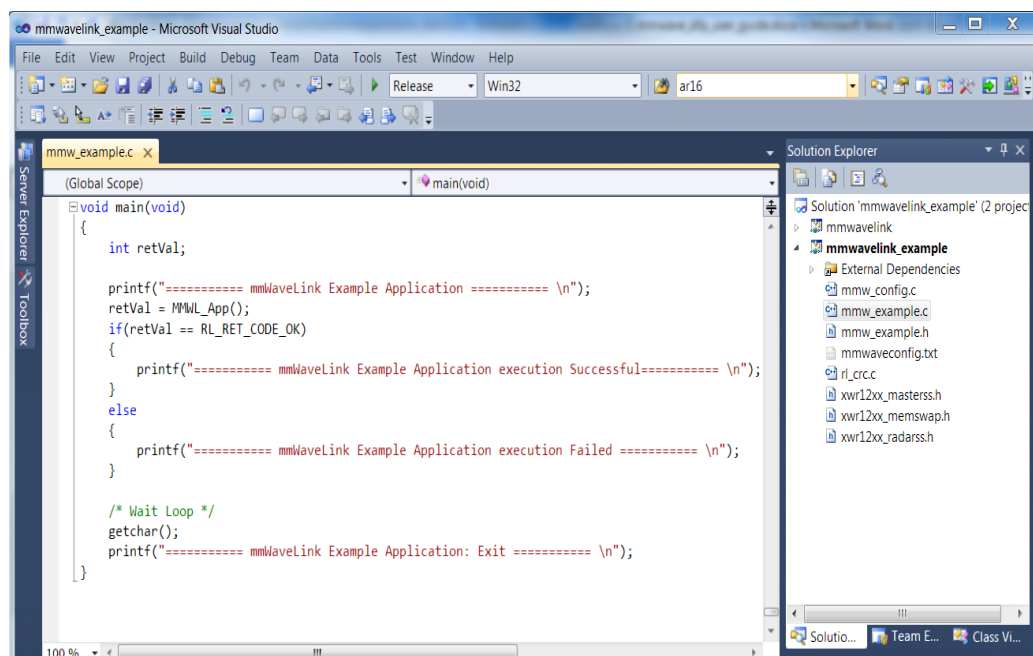 mmwavelink_example - Microsoft Visual Studio
File Edit View Project Build Debug Team Data Tools Test Window Help
Release Win32 ar16
mmw_example.c
(Global Scope) main(void)
void main(void)
{
int retVal;
printf("=========== mmWaveLink Example Application =========== \n");
retVal = MMWL_App();
if(retVal == RL_RET_CODE_OK)
{
printf("=========== mmWaveLink Example Application execution Successful=========== \n");
}
else
{
printf("=========== mmWaveLink Example Application execution Failed =========== \n");
}
/* Wait Loop */
getchar();
printf("=========== mmWaveLink Example Application: Exit =========== \n");
}
100 %
Server Explorer
Toolbox
Solution Explorer
Solution 'mmwavelink_example' (2 projec
mmwavelink
mmwavelink_example
External Dependencies
mmw_config.c
mmw_example.c
mmw_example.h
mmwaveconfig.txt
rl_crc.c
xwr12xx_masterss.h
xwr12xx_memswap.h
xwr12xx_radarss.h
Solutio... Team E... Class Vi...